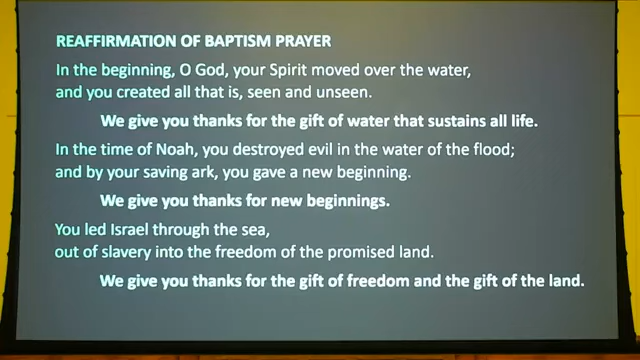 REAFFIRMATION OF BAPTISM PRAYER
In the beginning, O God, your Spirit moved over the water,
and you created all that is, seen and unseen.
We give you thanks for the gift of water that sustains all life.
In the time of Noah, you destroyed evil in the water of the flood;
and by your saving ark, you gave a new beginning.
We give you thanks for new beginnings.
You led Israel through the sea,
out of slavery into the freedom of the promised land.
We give you thanks for the gift of freedom and the gift of the land.